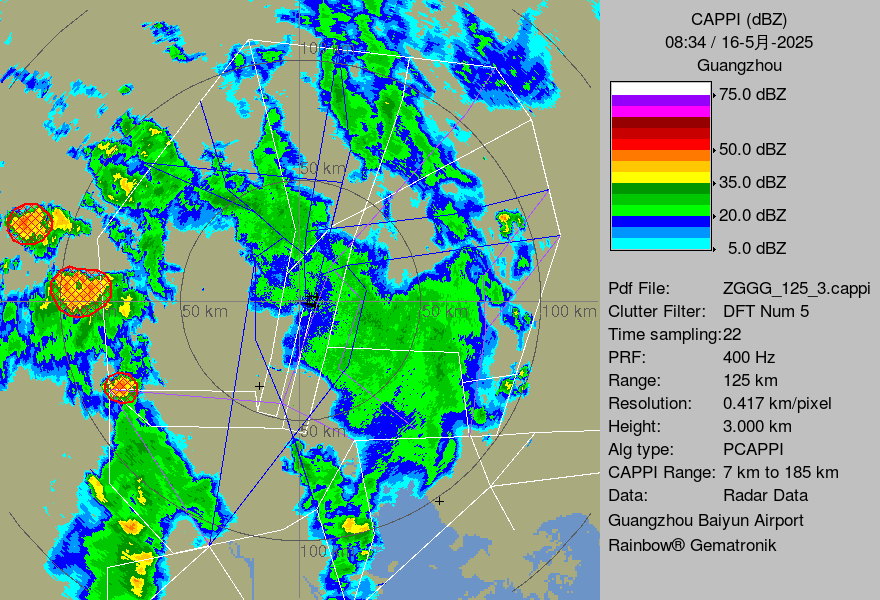 CAPPI (dBZ)
08:34 / 16-5月-2025
Guangzhou
75.0 dBZ
50.0 dBZ
35.0 dBZ
20.0 dBZ
5.0 dBZ
Pdf File: ZGGG_125_3.cappi
Clutter Filter: DFT Num 5
Time sampling:22
PRF: 400 Hz
Range: 125 km
Resolution: 0.417 km/pixel
Height: 3.000 km
Alg type: PCAPPI
CAPPI Range: 7 km to 185 km
Data: Radar Data
Guangzhou Baiyun Airport
Rainbow® Gematronik
50 km
50 km
50 km
100 km
50 km
100 km